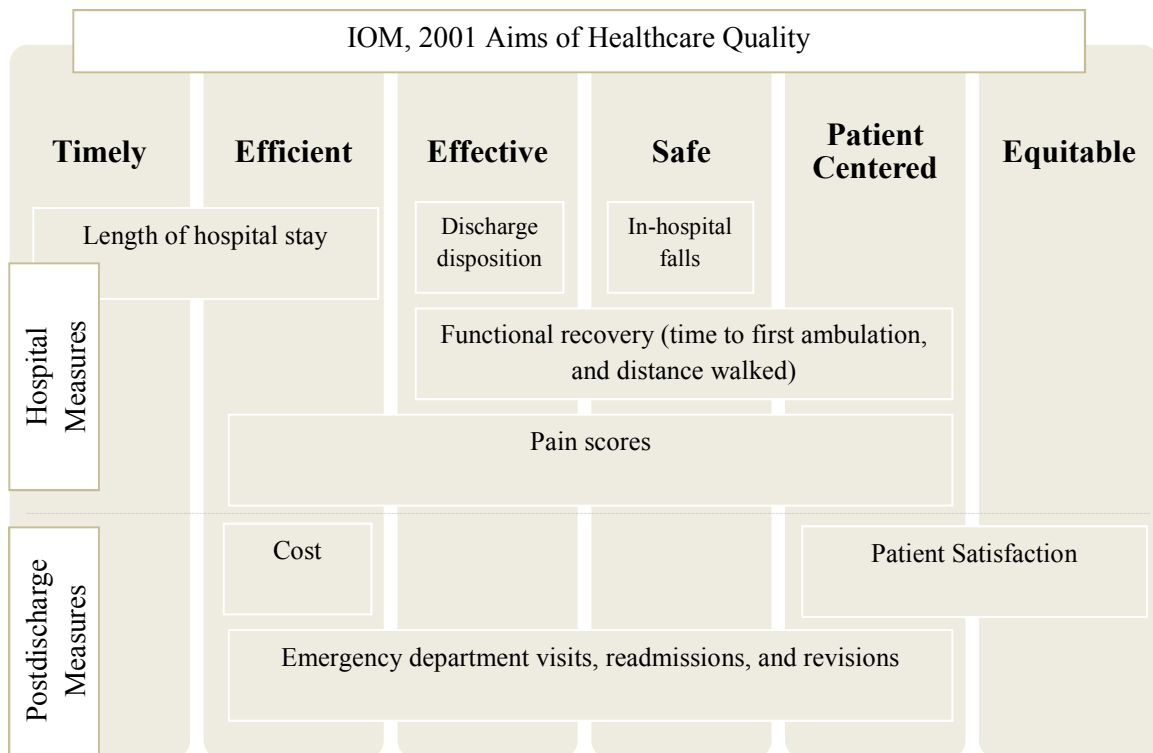 IOM, 2001 Aims of Healthcare Quality
Timely
Efficient
Effective
Safe
Patient
Centered
Equitable
Hospital
Measures
Length of hospital stay
Discharge
disposition
In-hospital
falls
Functional recovery (time to first ambulation,
and distance walked)
Pain scores
Postdischarge
Measures
Cost
Patient Satisfaction
Emergency department visits, readmissions, and revisions